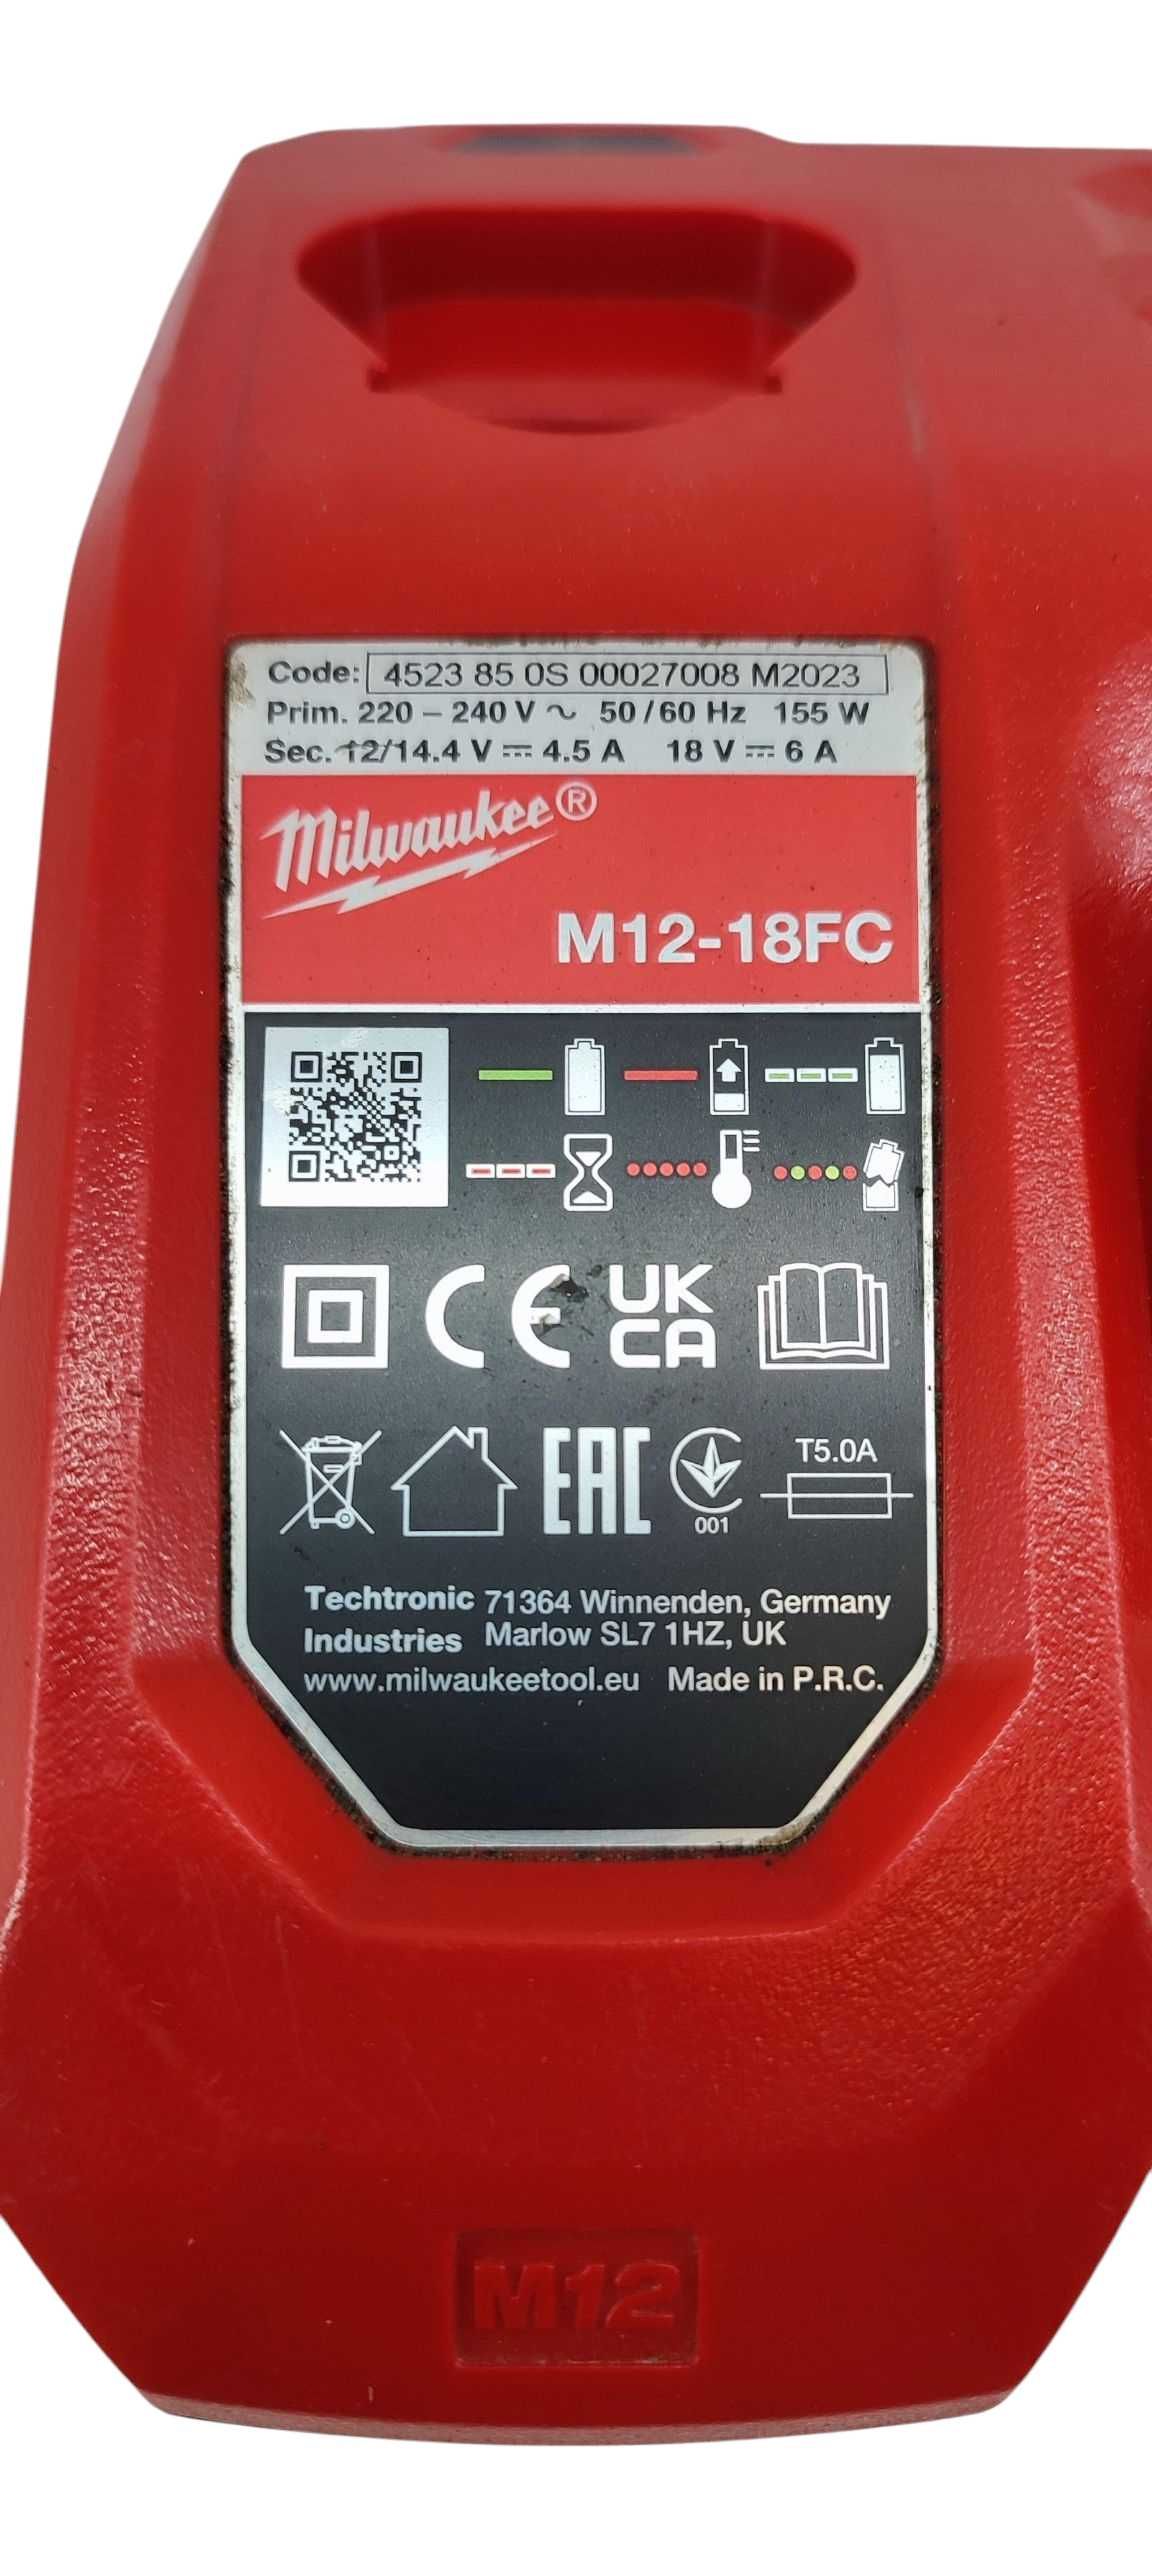 Code: 4523 85 0S 00027008 M2023
Prim. 220 – 240 V ~ 50/60 Hz 155 W
Sec. 12/14.4 V ⎓ 4.5 A 18 V ⎓ 6 A
Milwaukee®
M12-18FC
CE UK CA
EAC 001 T5.0A
Techtronic Industries
71364 Winnenden, Germany
Marlow SL7 1HZ, UK
www.milwaukeetool.eu Made in P.R.C.
M12